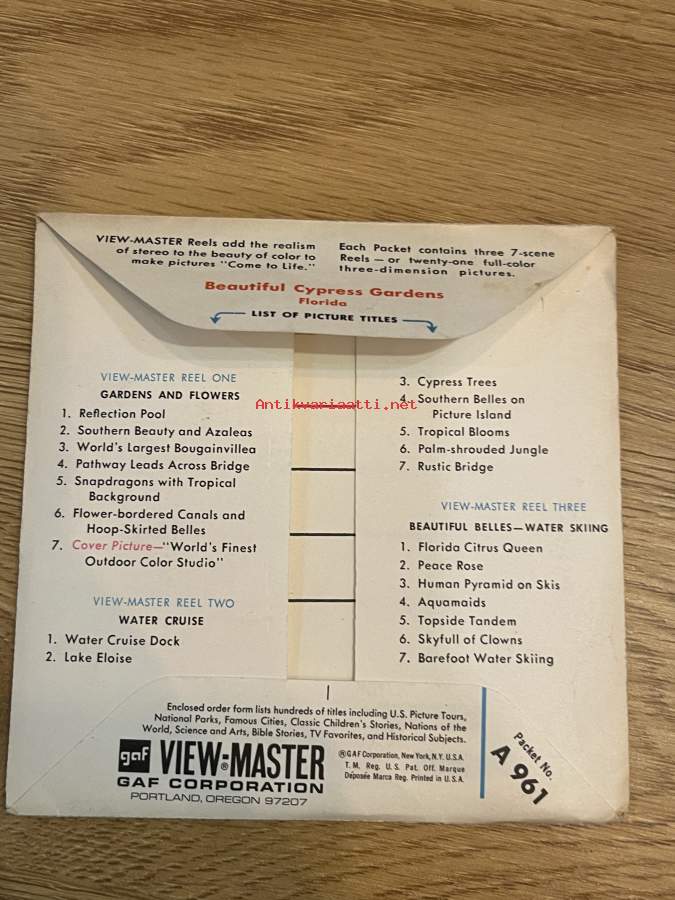 VIEW-MASTER Reels add the realism
of stereo to the beauty of color to
make pictures "Come to Life."
Each Packet contains three 7-scene
Reels — or twenty-one full-color
three-dimension pictures.
Beautiful Cypress Gardens
Florida
LIST OF PICTURE TITLES
VIEW-MASTER REEL ONE
GARDENS AND FLOWERS
1. Reflection Pool
2. Southern Beauty and Azaleas
3. World's Largest Bougainvillea
4. Pathway Leads Across Bridge
5. Snapdragons with Tropical
Background
6. Flower-bordered Canals and
Hoop-Skirted Belles
7. Cover Picture—"World's Finest
Outdoor Color Studio"
VIEW-MASTER REEL TWO
WATER CRUISE
1. Water Cruise Dock
2. Lake Eloise
3. Cypress Trees
4. Southern Belles on
Picture Island
5. Tropical Blooms
6. Palm-shrouded Jungle
7. Rustic Bridge
VIEW-MASTER REEL THREE
BEAUTIFUL BELLES—WATER SKIING
1. Florida Citrus Queen
2. Peace Rose
3. Human Pyramid on Skis
4. Aquamaids
5. Topside Tandem
6. Skyfull of Clowns
7. Barefoot Water Skiing
Antikvariaatti.net
Enclosed order form lists hundreds of titles including U.S. Picture Tours,
National Parks, Famous Cities, Classic Children's Stories, Nations of the
World, Science and Arts, Bible Stories, TV Favorites, and Historical Subjects.
gaf VIEW-MASTER
GAF CORPORATION
PORTLAND, OREGON 97207
® GAF Corporation, New York, N.Y. U.S.A.
T. M. Reg. U. S. Pat. Off. Marque
Déposée Marca Reg. Printed in U.S.A.
Packet No.
A 961